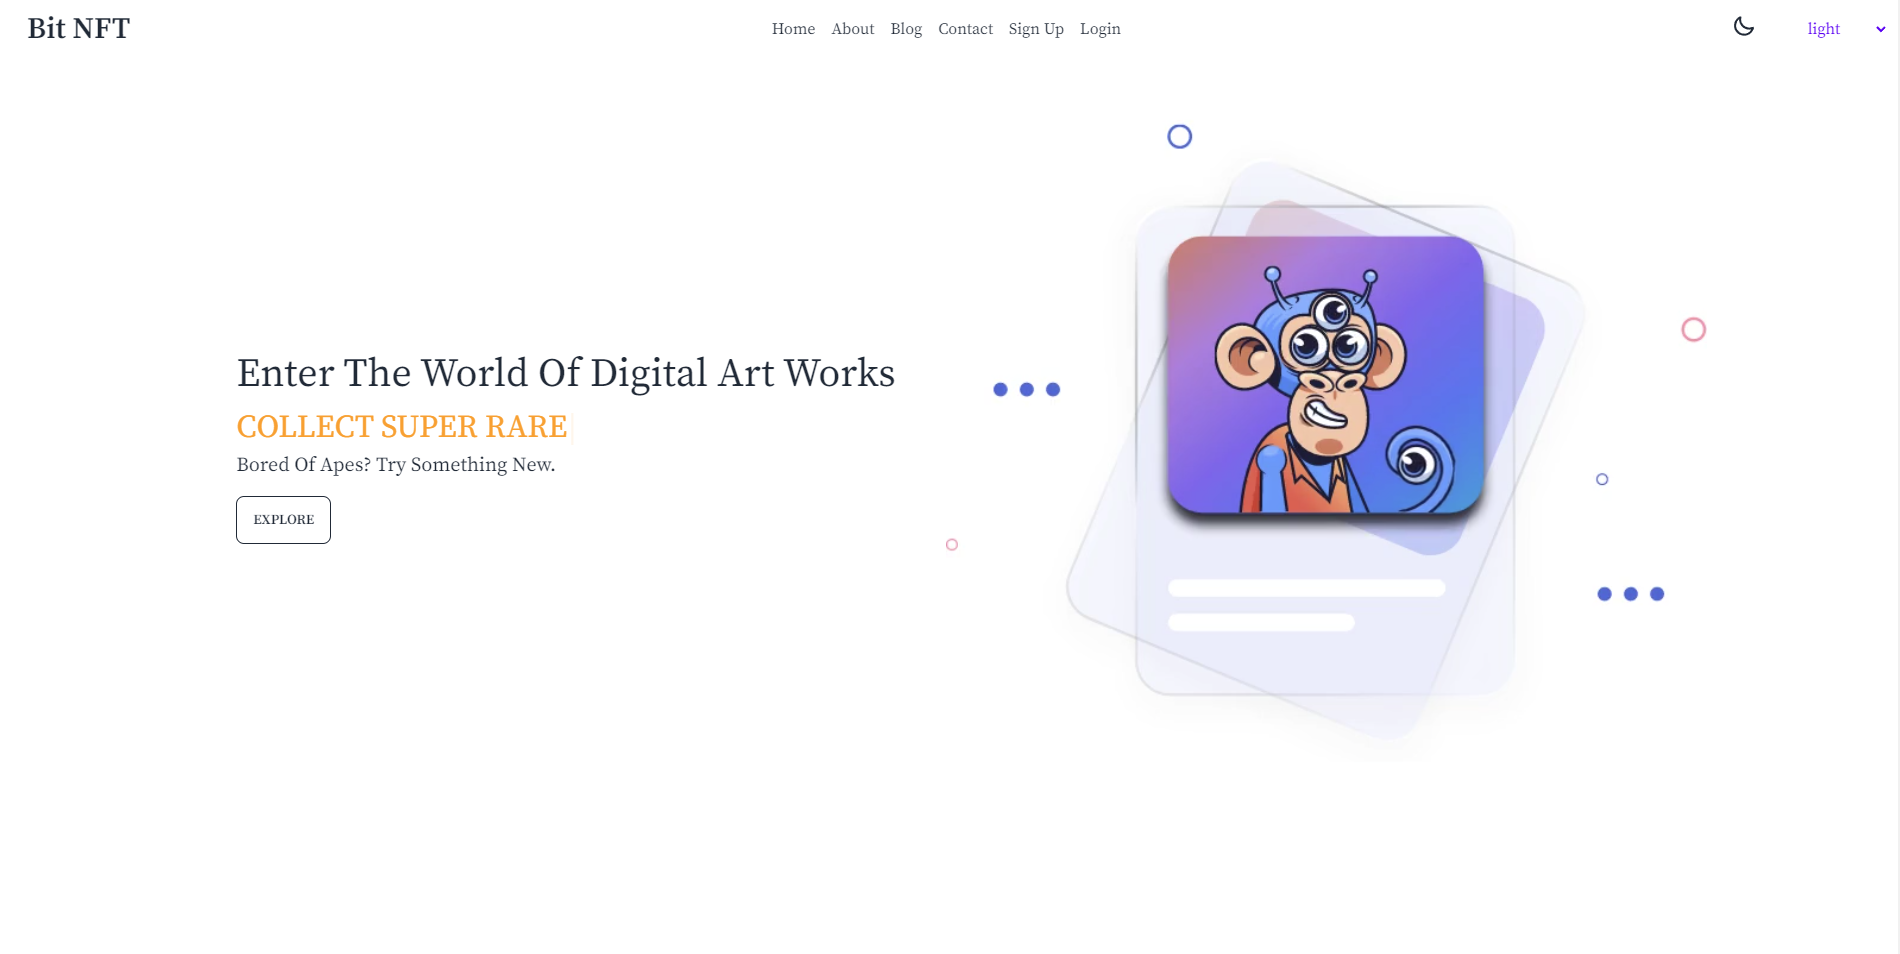 Bit NFT
Home About Blog Contact Sign Up Login
light
Enter The World Of Digital Art Works
COLLECT SUPER RARE
Bored Of Apes? Try Something New.
EXPLORE